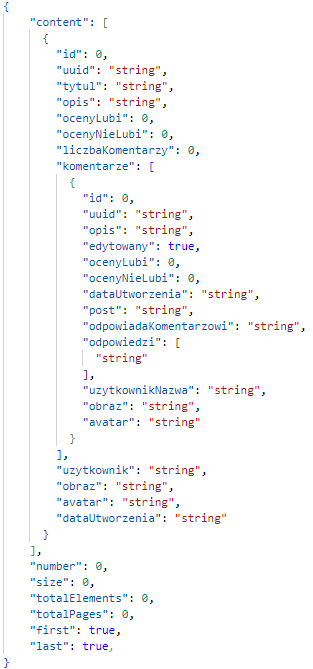 {
"content": [
{
"id": 0,
"uuid": "string",
"tytul": "string",
"opis": "string",
"ocenyLubi": 0,
"ocenyNieLubi": 0,
"liczbaKomentarzy": 0,
"komentarze": [
{
"id": 0,
"uuid": "string",
"opis": "string",
"edytowany": true,
"ocenyLubi": 0,
"ocenyNieLubi": 0,
"dataUtworzenia": "string",
"post": "string",
"odpowiadaKomentarzowi": "string",
"odpowiedzi": [
"string"
],
"uzytkownikNazwa": "string",
"obraz": "string",
"avatar": "string"
}
],
"uzytkownik": "string",
"obraz": "string",
"avatar": "string",
"dataUtworzenia": "string"
}
],
"number": 0,
"size": 0,
"totalElements": 0,
"totalPages": 0,
"first": true,
"last": true,
}